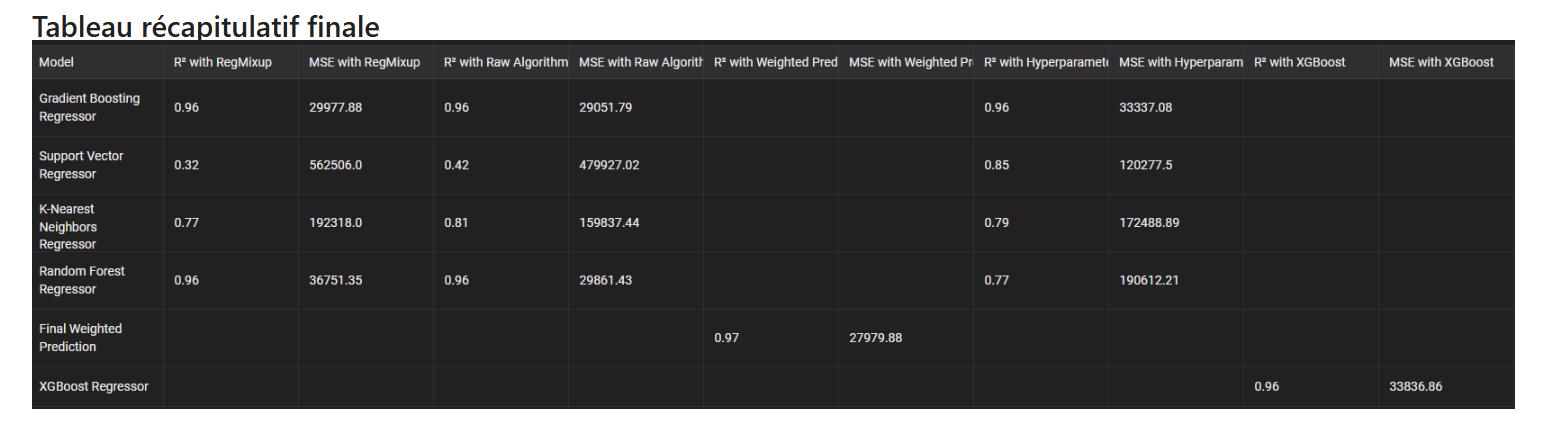 Tableau récapitulatif finale
Model R² with RegMixup MSE with RegMixup R² with Raw Algorithm MSE with Raw Algorith R² with Weighted Pred MSE with Weighted Pr R² with Hyperparamet MSE with Hyperparam R² with XGBoost MSE with XGBoost
Gradient Boosting
Regressor
0.96 29977.88 0.96 29051.79 0.96 33337.08
Support Vector
Regressor
0.32 562506.0 0.42 479927.02 0.85 120277.5
K-Nearest
Neighbors
Regressor
0.77 192318.0 0.81 159837.44 0.79 172488.89
Random Forest
Regressor
0.96 36751.35 0.96 29861.43 0.77 190612.21
Final Weighted
Prediction
0.97 27979.88
XGBoost Regressor 0.96 33836.86